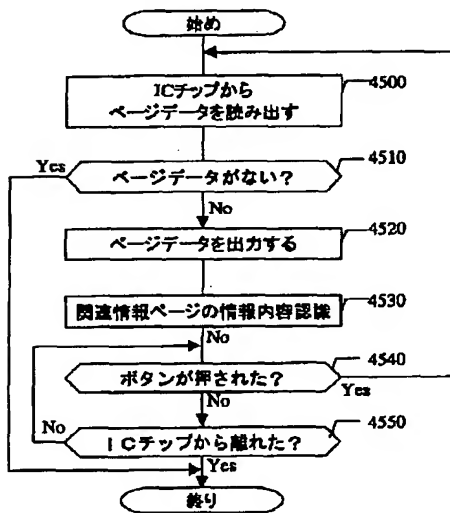 始め
ICチップから
ページデータを読み出す
4500
Yes
ページデータがない?
4510
No
ページデータを出力する
4520
関連情報ページの情報内容認識
4530
No
ボタンが押された?
4540
Yes
No
No
ICチップから離れた?
4550
Yes
終り